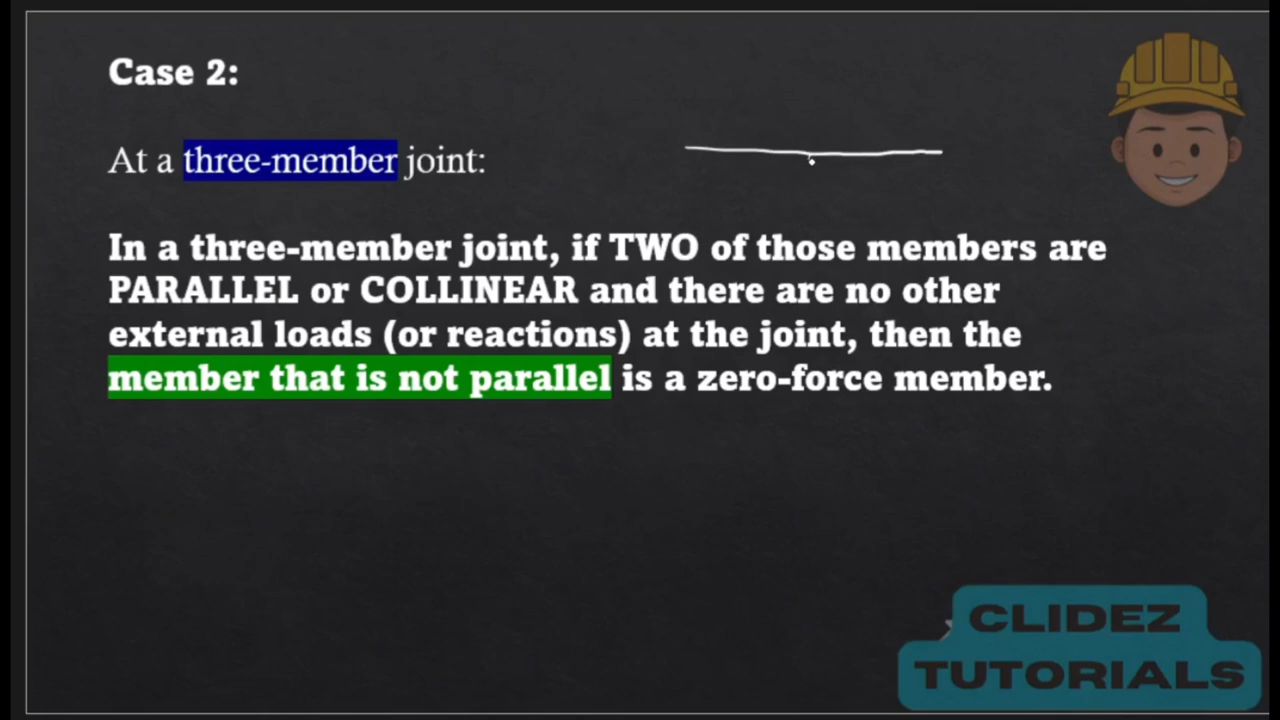 Case 2:
At a three-member joint:
In a three-member joint, if TWO of those members are
PARALLEL or COLLINEAR and there are no other
external loads (or reactions) at the joint, then the
member that is not parallel is a zero-force member.
CLIDEZ
TUTORIALS